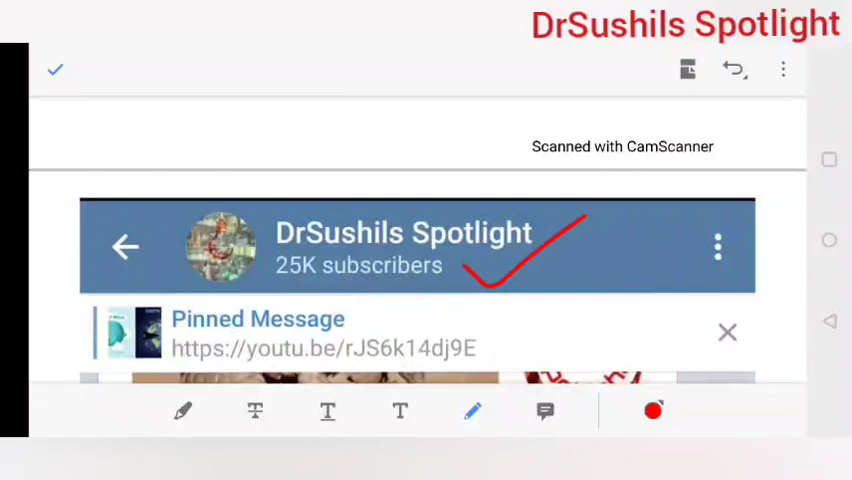 DrSushils Spotlight
Scanned with CamScanner
DrSushils Spotlight
25K subscribers
Pinned Message
https://youtu.be/rJS6k14dj9E
T
T
T